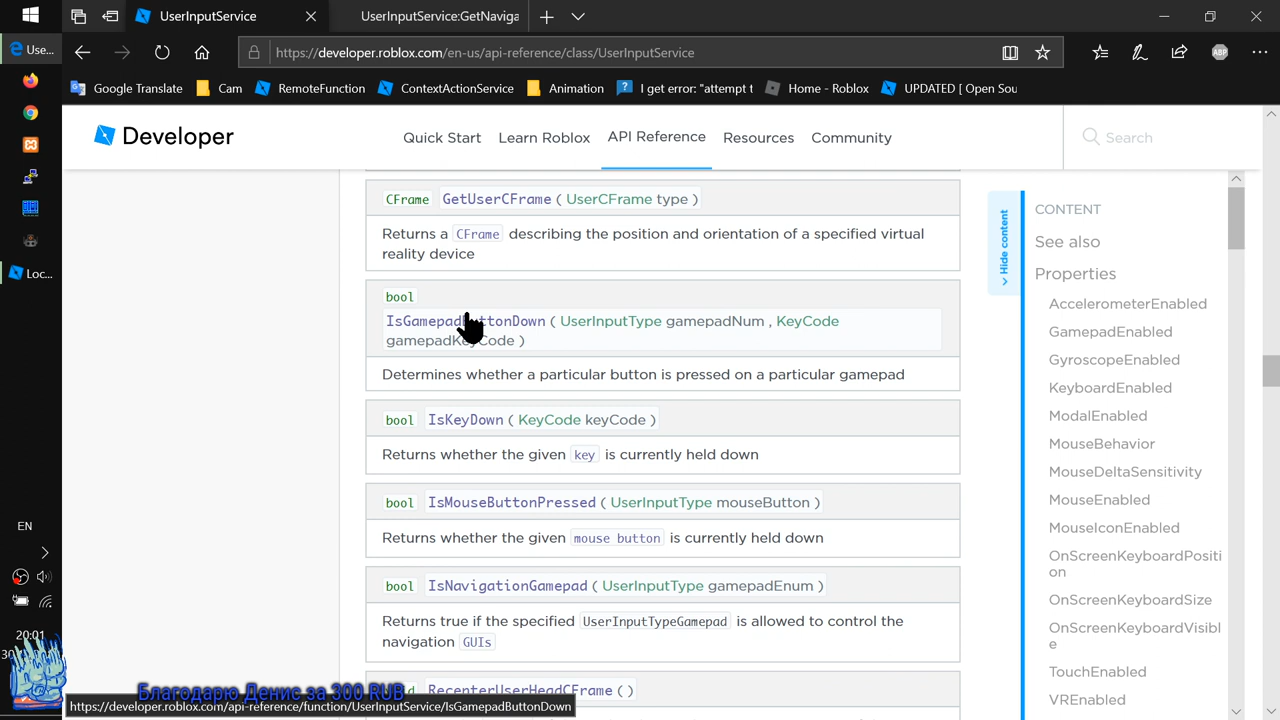 Use...
UserInputService
UserInputService:GetNaviga
https://developer.roblox.com/en-us/api-reference/class/UserInputService
ABP
Google Translate
Cam
RemoteFunction
ContextActionService
Animation
I get error: "attempt t
Home - Roblox
UPDATED [ Open Sou
Developer
Quick Start
Learn Roblox
API Reference
Resources
Community
Search
CFrame GetUserCFrame ( UserCFrame type )
Returns a CFrame describing the position and orientation of a specified virtual
reality device
bool
IsGamepadButtonDown ( UserInputType gamepadNum , KeyCode
gamepadKeyCode )
Determines whether a particular button is pressed on a particular gamepad
bool IsKeyDown ( KeyCode keyCode )
Returns whether the given key is currently held down
bool IsMouseButtonPressed ( UserInputType mouseButton )
Returns whether the given mouse button is currently held down
bool IsNavigationGamepad ( UserInputType gamepadEnum )
Returns true if the specified UserInputTypeGamepad is allowed to control the
navigation GUIs
RecenterUserHeadCFrame ()
Hide content
CONTENT
See also
Properties
AccelerometerEnabled
GamepadEnabled
GyroscopeEnabled
KeyboardEnabled
ModalEnabled
MouseBehavior
MouseDeltaSensitivity
MouseEnabled
MouseIconEnabled
OnScreenKeyboardPositi
on
OnScreenKeyboardSize
OnScreenKeyboardVisibl
e
TouchEnabled
VREnabled
Loc...
EN
20:01
Благодарю Денис за 300 RUB
https://developer.roblox.com/api-reference/function/UserInputService/IsGamepadButtonDown